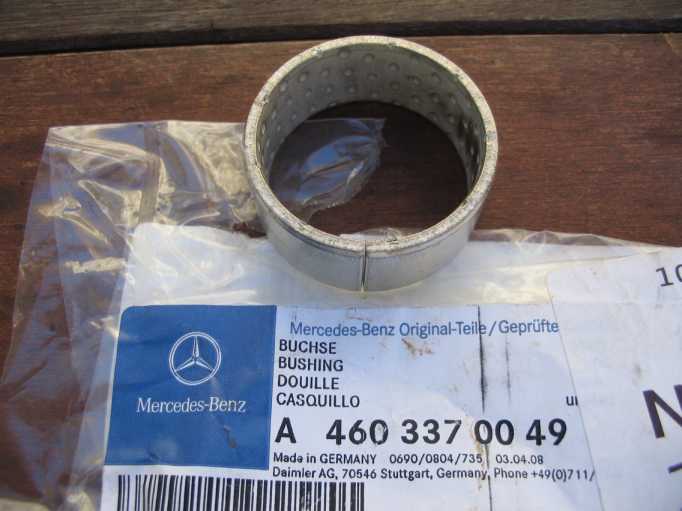 Mercedes-Benz Original-Teile/Geprüfte
BUCHSE
BUSHING
DOUILLE
CASQUILLO
Mercedes-Benz
A 460 337 00 49
Made in GERMANY 0690/0804/735 03.04.08
Daimler AG, 70546 Stuttgart, Germany, Phone +49(0)711/
10
N